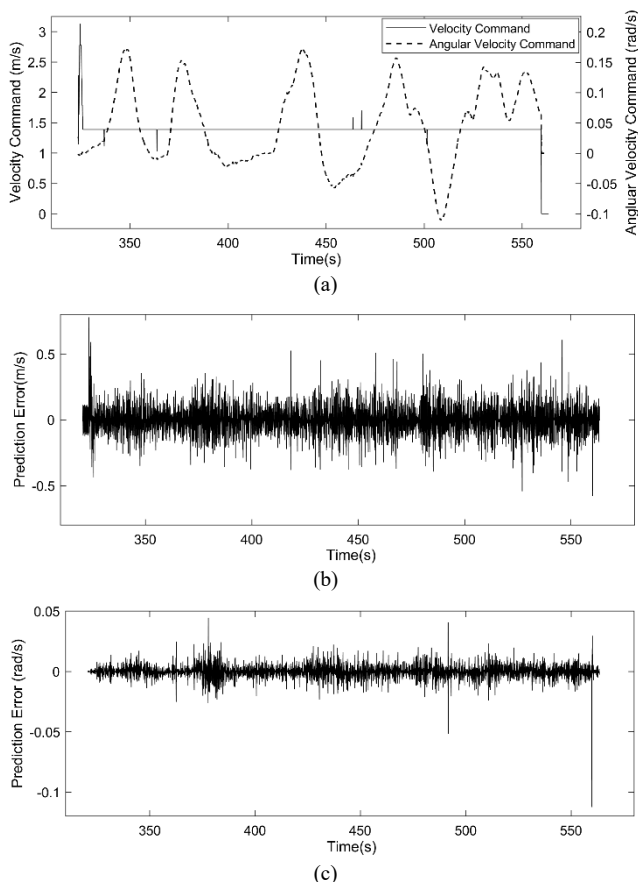 Velocity Command
Angular Velocity Command
Velocity Command (m/s)
Angluar Velocity Command (rad/s)
3
2.5
2
1.5
1
0.5
0
0.2
0.15
0.1
0.05
0
-0.05
-0.1
350 400 450 500 550
Time(s)
(a)
Prediction Error(m/s)
0.5
0
-0.5
350 400 450 500 550
Time(s)
(b)
Prediction Error (rad/s)
0.05
0
-0.05
-0.1
350 400 450 500 550
Time(s)
(c)